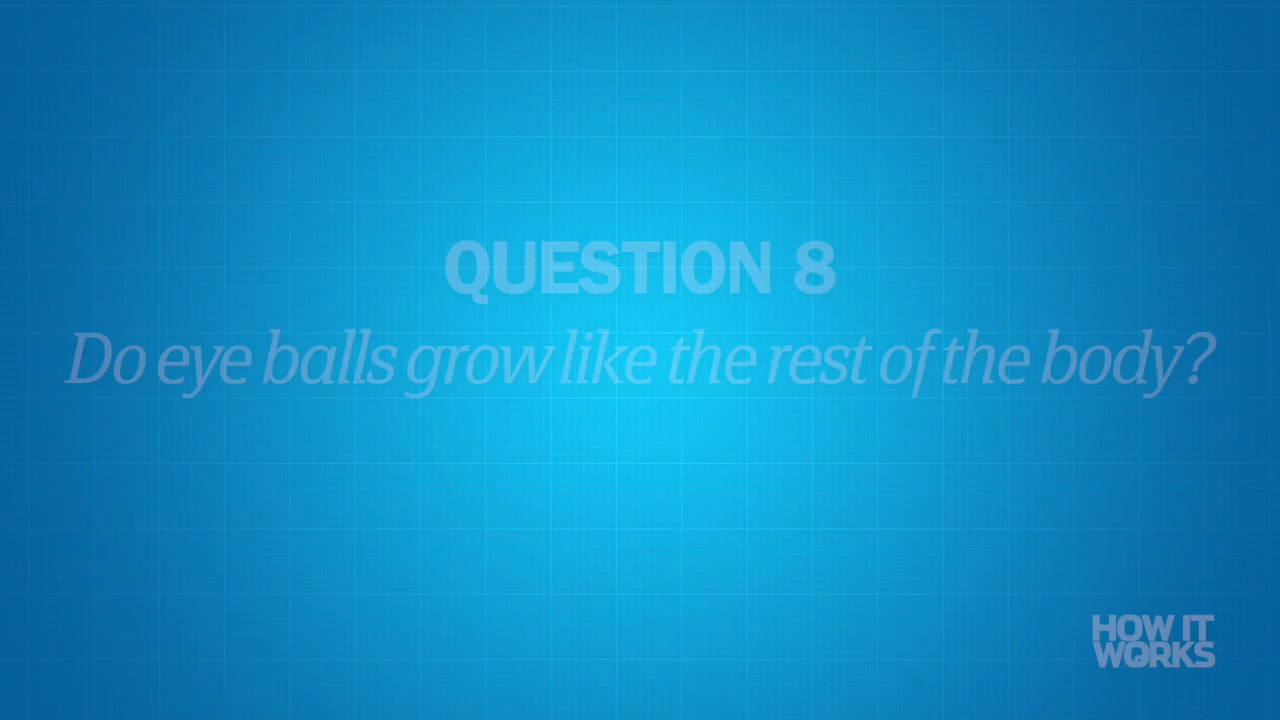 QUESTION 8
Do eye balls grow like the rest of the body?
HOW IT
WORKS